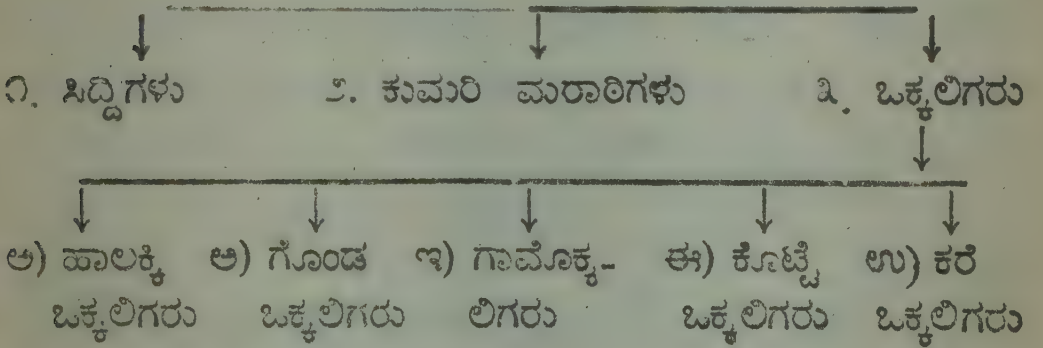 ೧. ಸಿದ್ದಿಗಳು ೨. ಕುಮರಿ ಮರಾಠಿಗಳು ೩. ಒಕ್ಕಲಿಗರು
ಅ) ಹಾಲಕ್ಕಿ ಅ) ಗೊಂಡ ಇ) ಗಾಮೊಕ್ಕ- ಈ) ಕೊಟ್ಟೆ ಉ) ಕರೆ
ಒಕ್ಕಲಿಗರು ಒಕ್ಕಲಿಗರು ಲಿಗರು ಒಕ್ಕಲಿಗರು ಒಕ್ಕಲಿಗರು